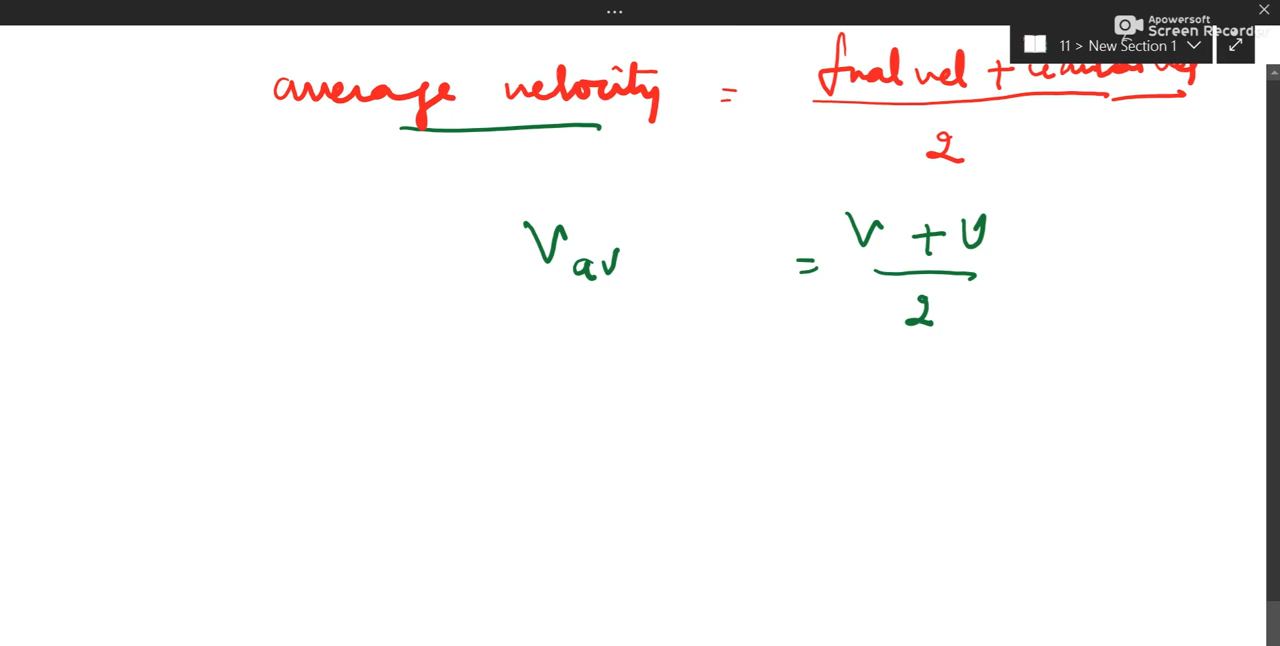 ...
Apowersoft
Screen Recorder
11 > New Section 1
average velocity = final vel +
2
Vav = V + U
2